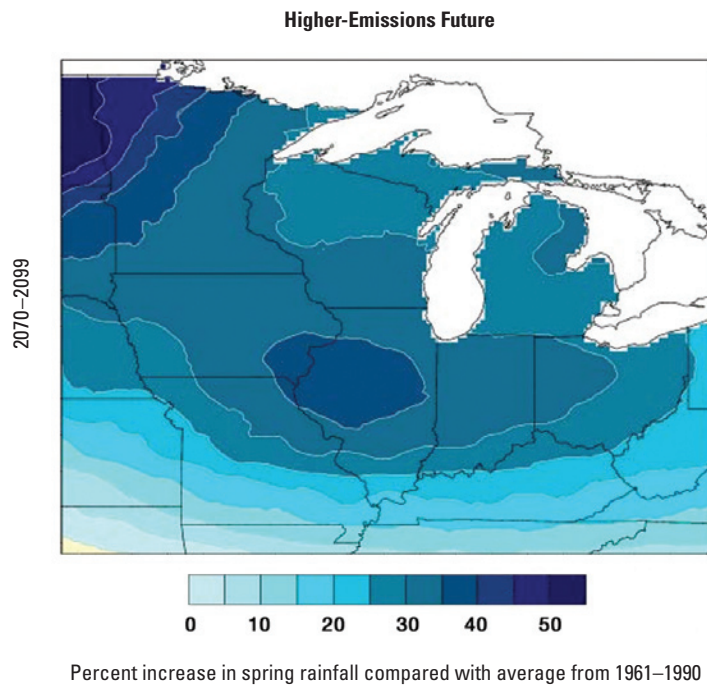 Higher-Emissions Future
2070–2099
0 10 20 30 40 50
Percent increase in spring rainfall compared with average from 1961–1990